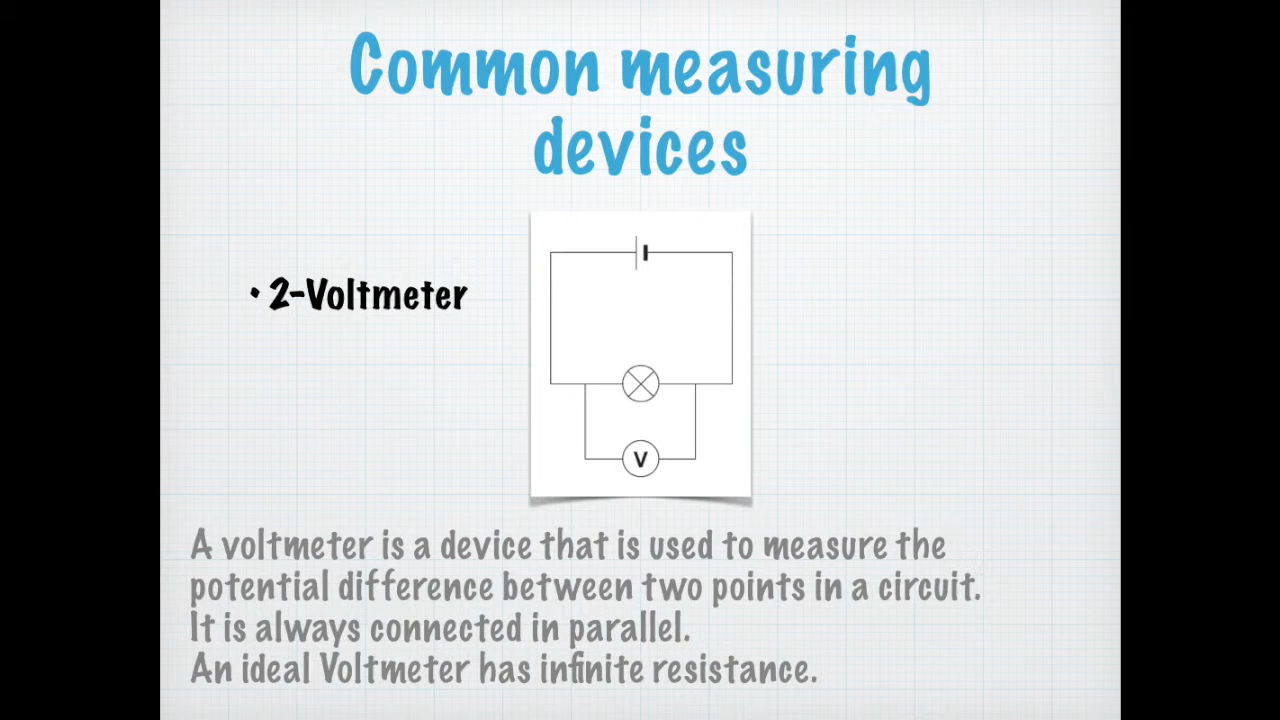 Common measuring
devices
• 2-Voltmeter
V
A voltmeter is a device that is used to measure the
potential difference between two points in a circuit.
It is always connected in parallel.
An ideal Voltmeter has infinite resistance.